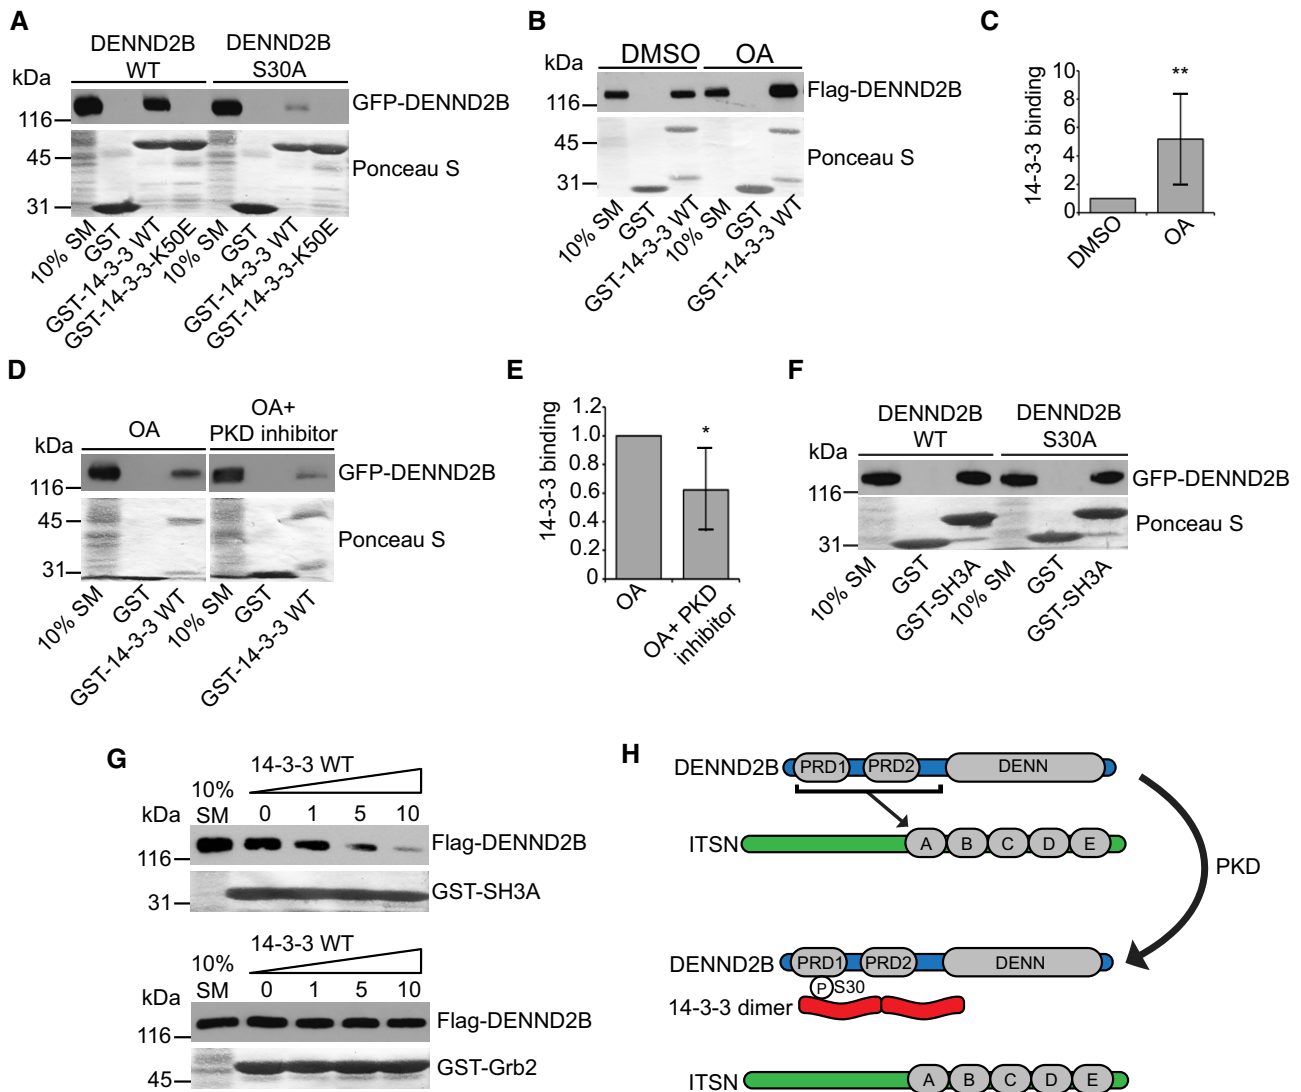 A
DENND2B WT
DENND2B S30A
kDa
GFP-DENND2B
116
45
Ponceau S
31
10% SM
GST
GST-14-3-3 WT
GST-14-3-3-K50E
10% SM
GST
GST-14-3-3 WT
GST-14-3-3-K50E
B
DMSO
OA
kDa
Flag-DENND2B
116
45
Ponceau S
31
10% SM
GST
GST-14-3-3 WT
10% SM
GST
GST-14-3-3 WT
C
14-3-3 binding
10
8
6
4
2
0
**
DMSO
OA
D
OA
OA+
PKD inhibitor
kDa
GFP-DENND2B
116
45
Ponceau S
31
10% SM
GST
GST-14-3-3 WT
10% SM
GST
GST-14-3-3 WT
E
14-3-3 binding
1.2
1.0
0.8
0.6
0.4
0.2
0
*
OA
OA+ PKD
inhibitor
F
DENND2B
WT
DENND2B
S30A
kDa
GFP-DENND2B
116
Ponceau S
31
10% SM
GST
GST-SH3A
10% SM
GST
GST-SH3A
G
14-3-3 WT
10%
SM
0 1 5 10
kDa
Flag-DENND2B
116
GST-SH3A
31
14-3-3 WT
10%
SM
0 1 5 10
kDa
Flag-DENND2B
116
GST-Grb2
45
H
DENND2B PRD1 PRD2 DENN
ITSN A B C D E
PKD
DENND2B PRD1 PRD2 DENN
P S30
14-3-3 dimer
ITSN A B C D E